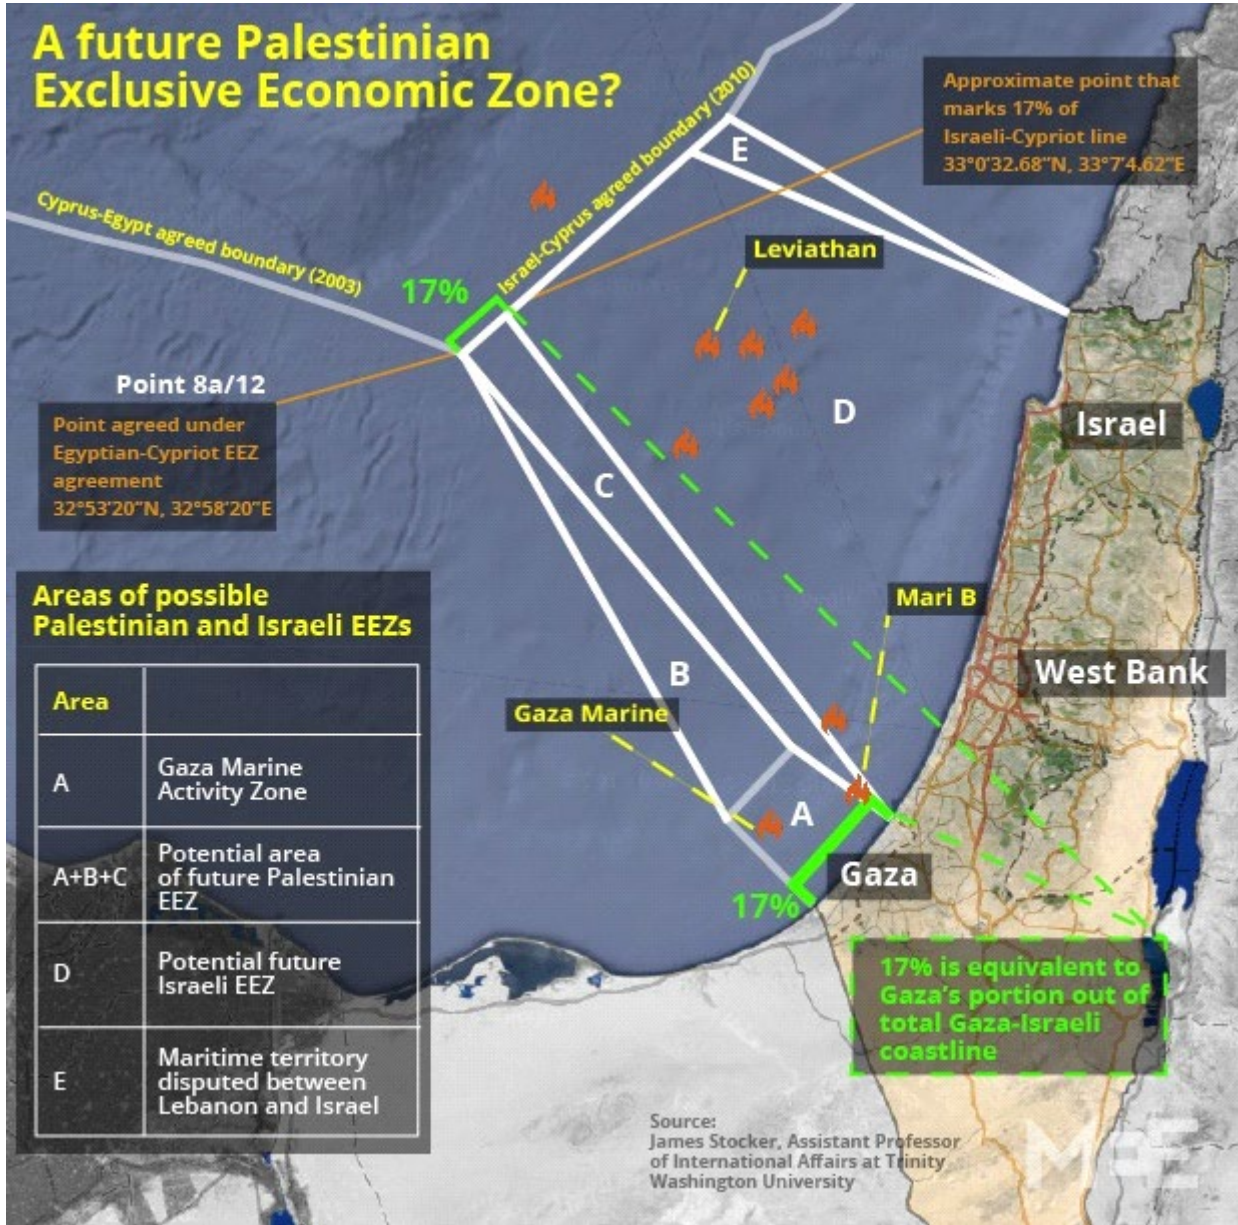 A future Palestinian
Exclusive Economic Zone?
Approximate point that
marks 17% of
Israeli-Cypriot line
33°0'32.68"N, 33°7'4.62"E
Israel-Cyprus agreed boundary (2010)
E
Cyprus-Egypt agreed boundary (2003)
17%
Leviathan
Point 8a/12
Point agreed under
Egyptian-Cypriot EEZ
agreement
32°53'20"N, 32°58'20"E
D
Israel
C
Areas of possible
Palestinian and Israeli EEZs
Area
A
Gaza Marine
Activity Zone
A+B+C
Potential area
of future Palestinian
EEZ
D
Potential future
Israeli EEZ
E
Maritime territory
disputed between
Lebanon and Israel
Mari B
B
West Bank
Gaza Marine
A
Gaza
17%
17% is equivalent to
Gaza's portion out of
total Gaza-Israeli
coastline
Source:
James Stocker, Assistant Professor
of International Affairs at Trinity
Washington University
MEE